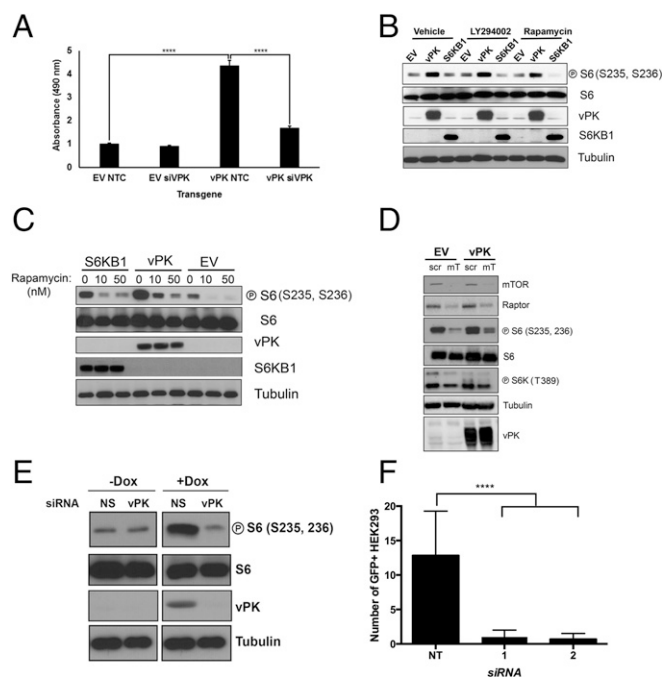 A
Absorbance (490 nm)
5
4
3
2
1
0
****
****
EV NTC
EV siVPK
vPK NTC
vPK siVPK
Transgene
B
Vehicle
LY294002
Rapamycin
EV
vPK
S6KB1
EV
vPK
S6KB1
EV
vPK
S6KB1
Ⓟ S6 (S235, S236)
S6
vPK
S6KB1
Tubulin
C
S6KB1 vPK EV
Rapamycin: 0 10 50 0 10 50 0 10 50
(nM)
Ⓟ S6 (S235, S236)
S6
vPK
S6KB1
Tubulin
D
EV vPK
scr mT scr mT
mTOR
Raptor
Ⓟ S6 (S235, 236)
S6
Ⓟ S6K (T389)
Tubulin
vPK
E
-Dox +Dox
siRNA NS vPK NS vPK
Ⓟ S6 (S235, 236)
S6
vPK
Tubulin
F
Number of GFP+ HEK293
20
15
10
5
0
****
NT 1 2
siRNA